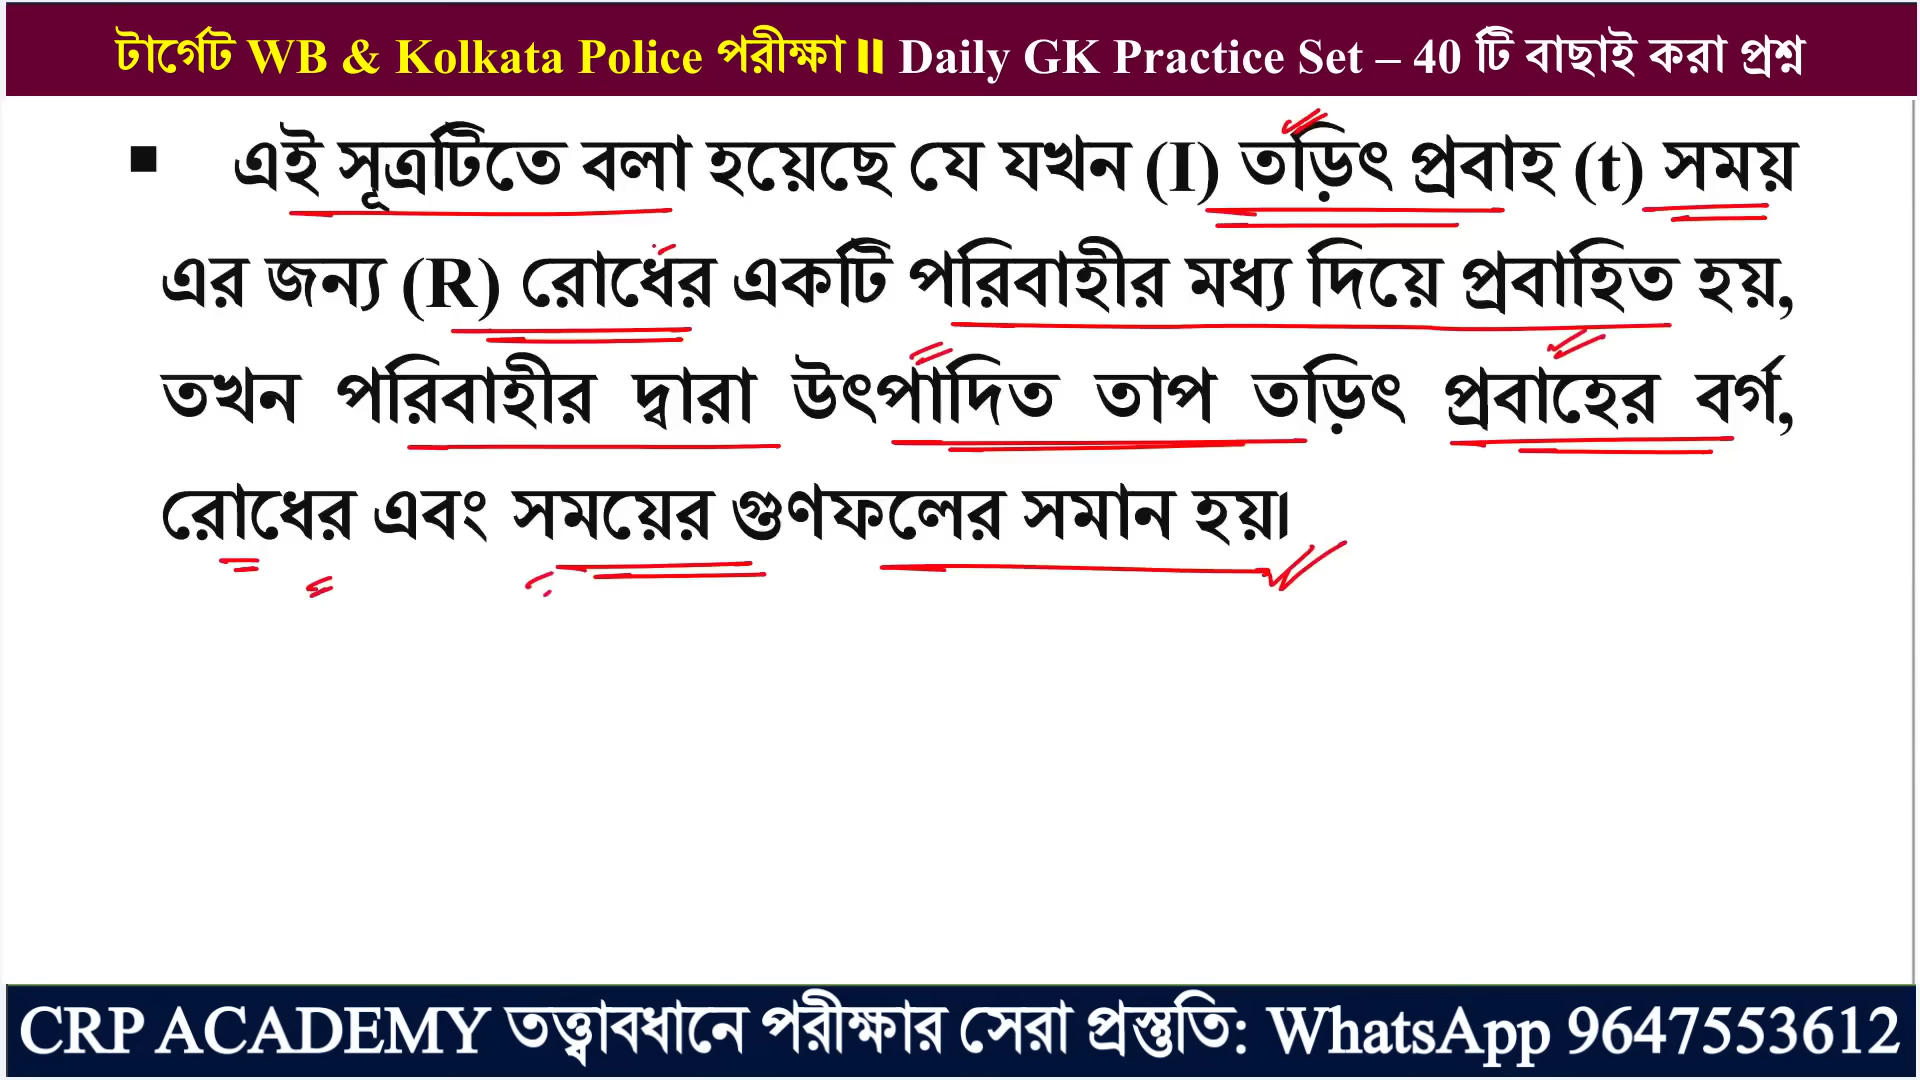 টার্গেট WB & Kolkata Police পরীক্ষা॥ Daily GK Practice Set – 40 টি বাছাই করা প্রশ্ন
▪ এই সূত্রটিতে বলা হয়েছে যে যখন (I) তড়িৎ প্রবাহ (t) সময়
এর জন্য (R) রোধের একটি পরিবাহীর মধ্য দিয়ে প্রবাহিত হয়,
তখন পরিবাহীর দ্বারা উৎপাদিত তাপ তড়িৎ প্রবাহের বর্গ,
রোধের এবং সময়ের গুণফলের সমান হয়।
CRP ACADEMY তত্ত্বাবধানে পরীক্ষার সেরা প্রস্তুতি: WhatsApp 9647553612